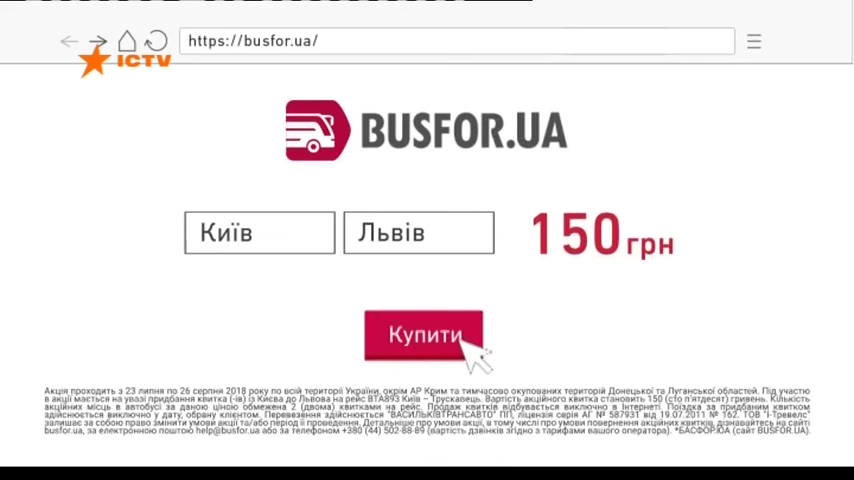 https://busfor.ua/
ICTV
BUSFOR.UA
Київ
Львів
150 грн
Купити
Акція проходить з 23 липня по 26 серпня 2018 року по всій території України, окрім АР Крим та тимчасово окупованих територій Донецької та Луганської областей. Під участю
в акції мається на увазі придбання квитка (-ів) із Києва до Львова на рейс ВТА893 Київ – Трускавець. Вартість акційного квитка становить 150 (сто п'ятдесят) гривень. Кількість
акційних місць в автобусі за даною ціною обмежена 2 (двома) квитками на рейс. Продаж квитків відбувається виключно в Інтернеті. Поїздка за придбаним квитком
здійснюється виключно у дату, обрану клієнтом. Перевезення здійснюється "ВАСИЛЬКІВТРАНСАВТО" ПП, ліцензія серія АГ № 587931 від 19.07.2011 № 162. ТОВ "І-Тревелс"
залишає за собою право змінити умови акції та/або період її проведення. Детальніше про умови акції, в тому числі про умови повернення акційних квитків, дізнавайтесь на сайті
busfor.ua, за електронною поштою help@busfor.ua або за телефоном +380 (44) 502-88-89 (вартість дзвінків згідно з тарифами вашого оператора). *БАСФОР.ЮА (сайт BUSFOR.UA).